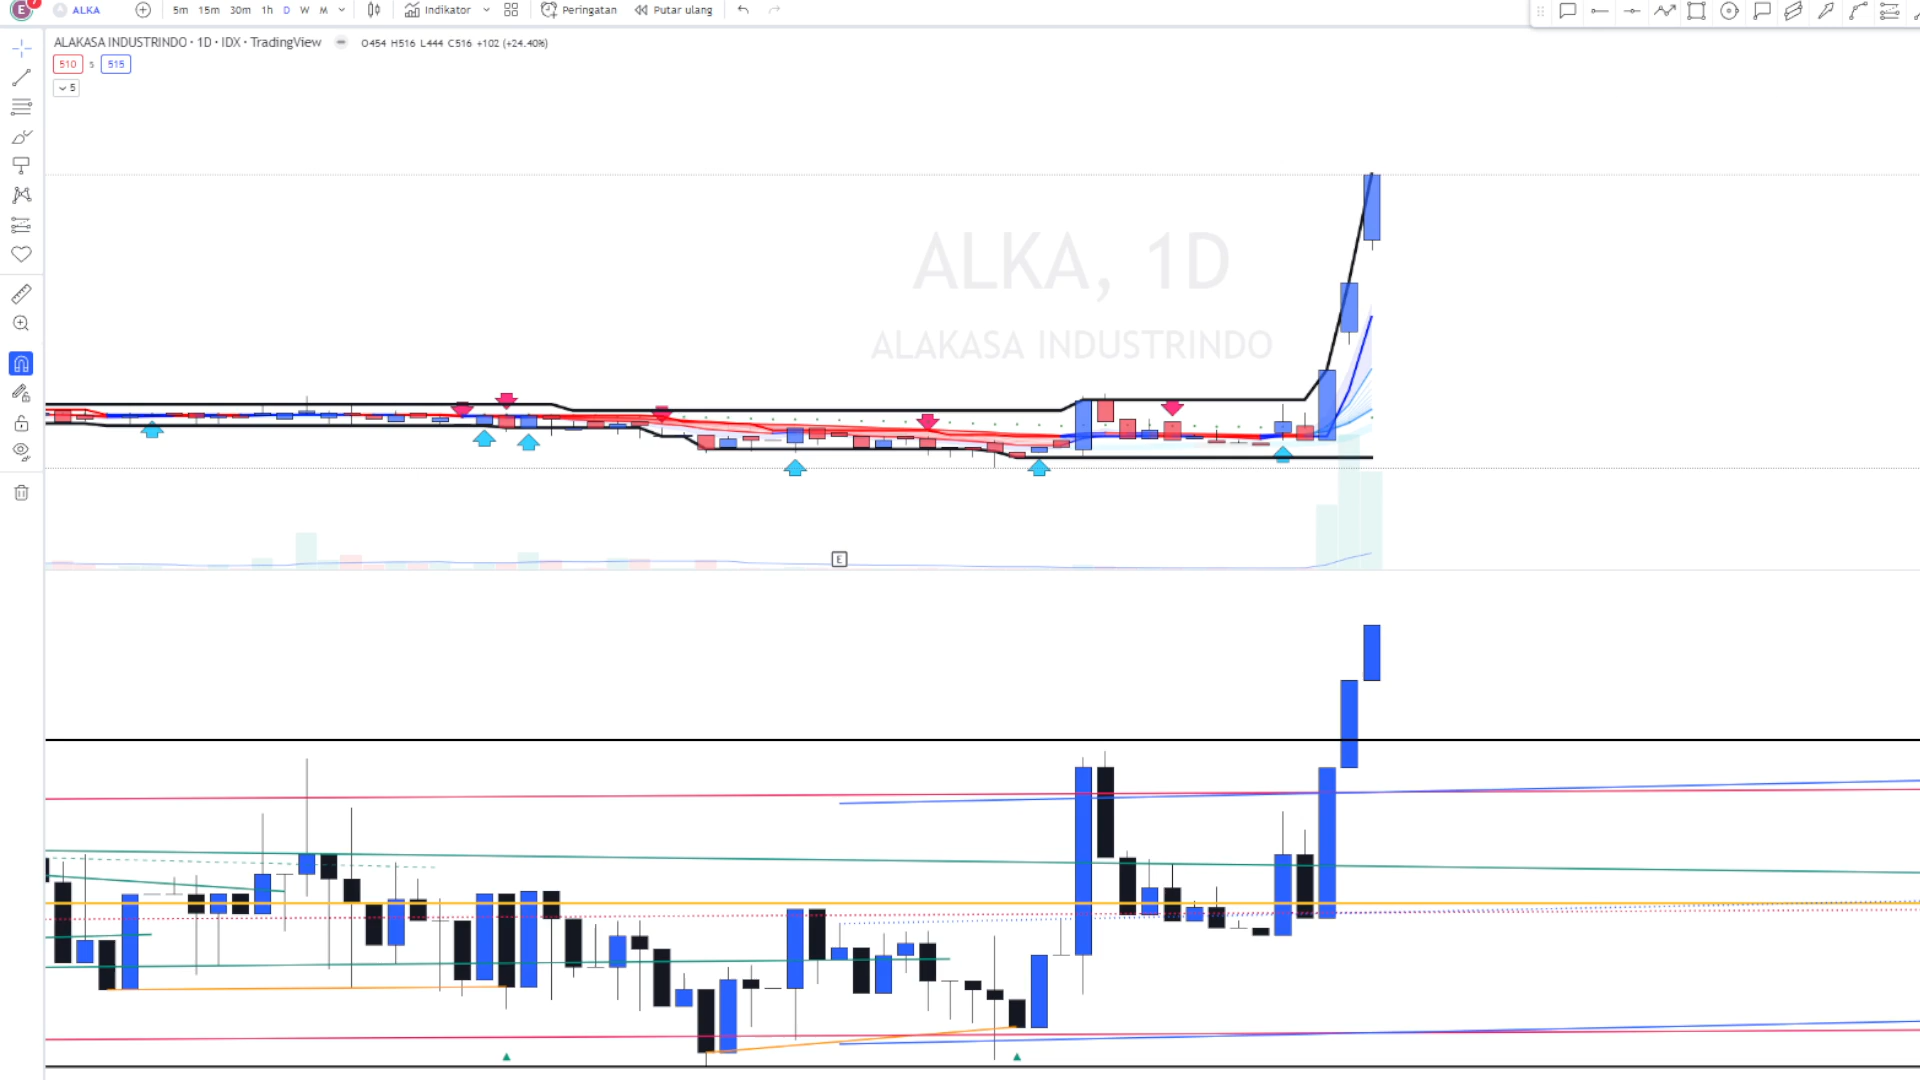 E 7 ALKA 5m 15m 30m 1h D W M Indikator Peringatan Putar ulang
ALAKASA INDUSTRINDO · 1D · IDX · TradingView O454 H516 L444 C516 +102 (+24.40%)
510 5 515
5
ALKA, 1D
ALAKASA INDUSTRINDO
E